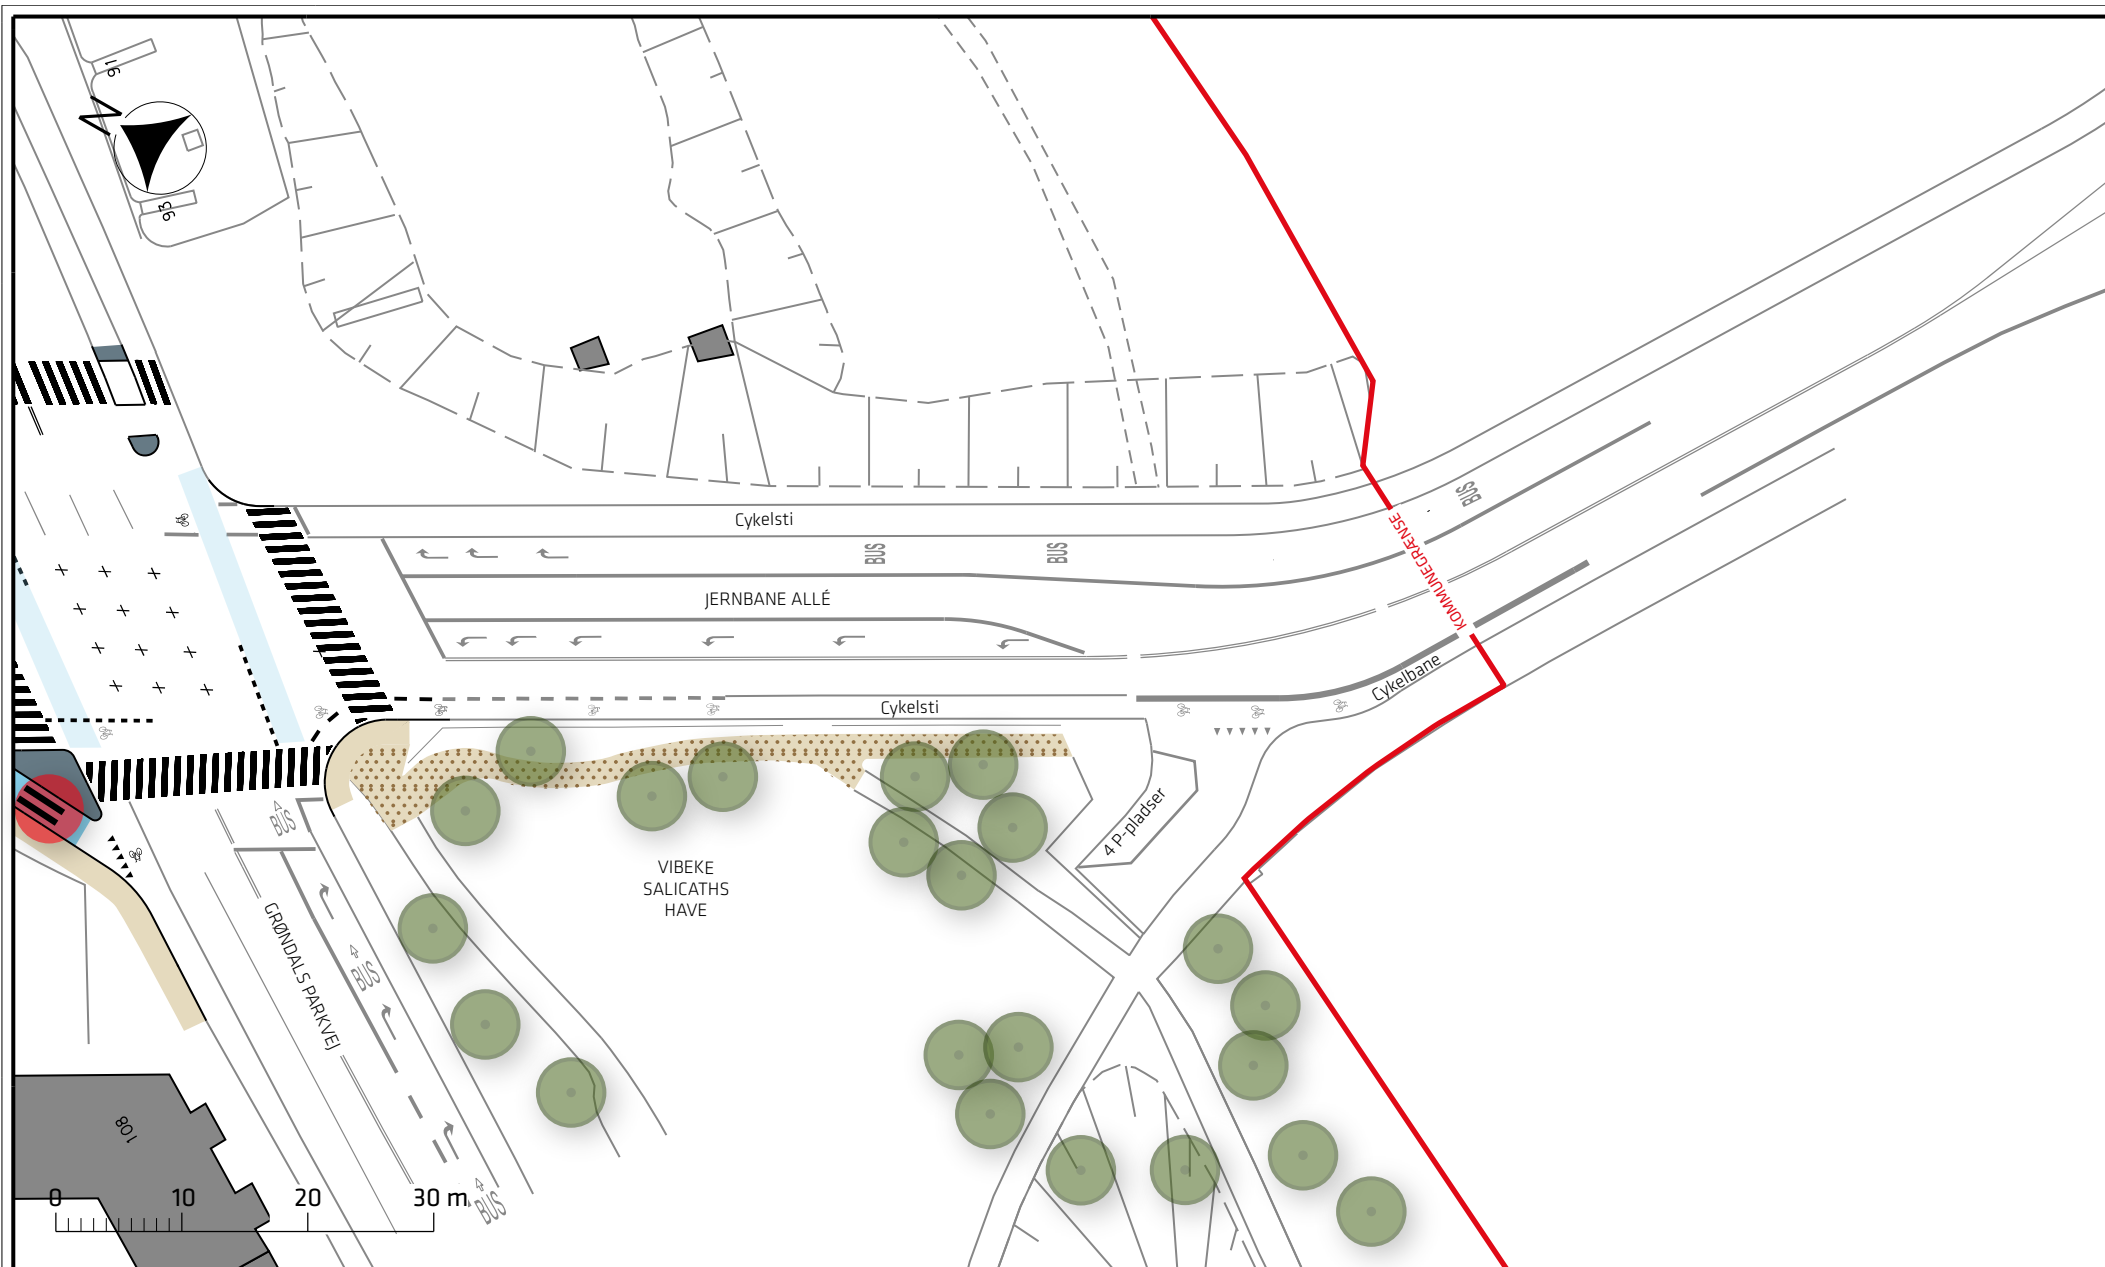 91
N
93
Cykelsti
BUS
BUS
BUS
JERNBANE ALLÉ
KOMMUNEGRÆNSE
Cykelbane
Cykelsti
4 P-pladser
BUS
VIBEKE
SALICATHS
HAVE
GRØNDALS PARKVEJ
BUS
108
0 10 20 30 m
BUS